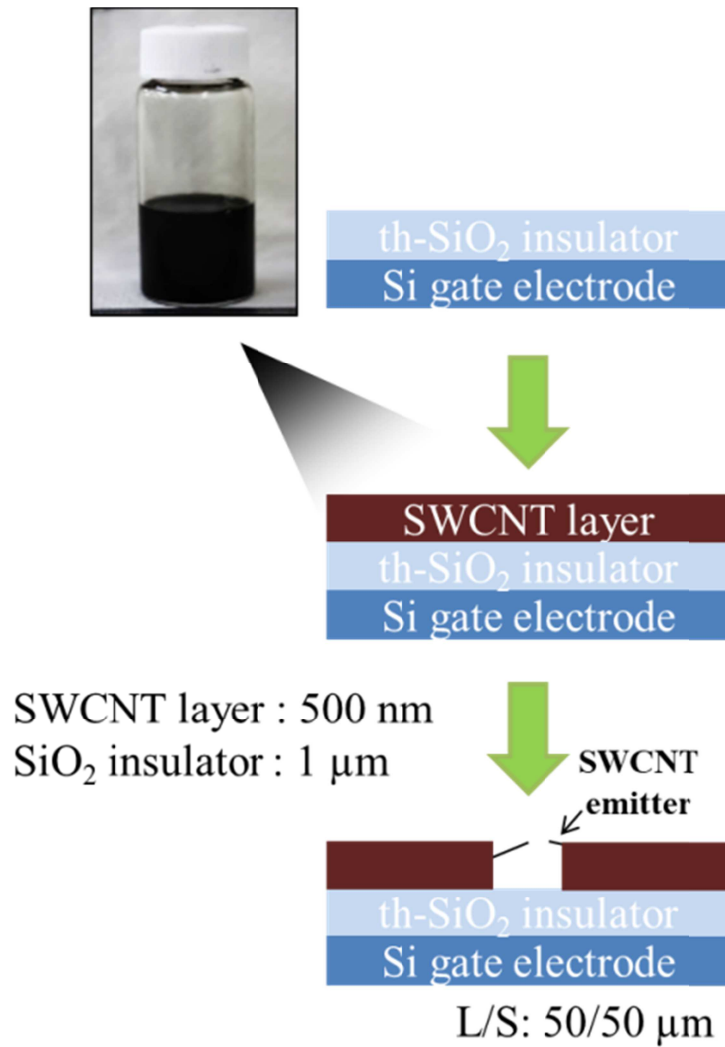 th-SiO₂ insulator
Si gate electrode
SWCNT layer
th-SiO₂ insulator
Si gate electrode
SWCNT layer : 500 nm
SiO₂ insulator : 1 µm
SWCNT
emitter
th-SiO₂ insulator
Si gate electrode
L/S: 50/50 µm